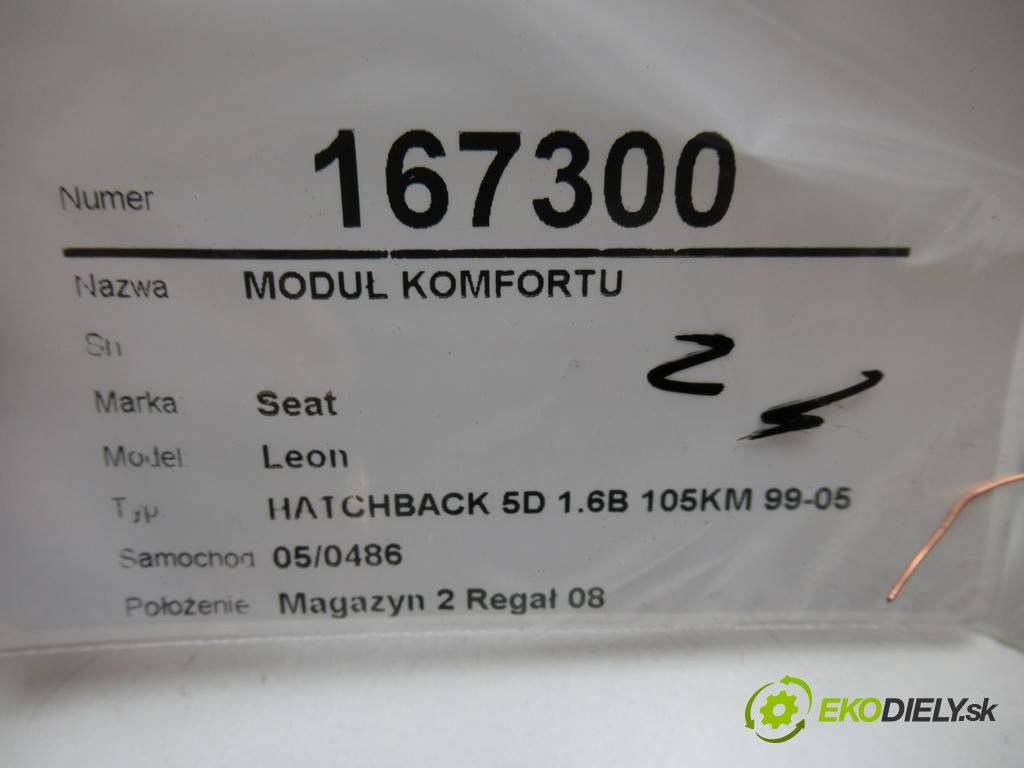 Numer 167300
Nazwa MODUŁ KOMFORTU
Sn
Marka Seat
Model Leon
Typ HATCHBACK 5D 1.6B 105KM 99-05
Samochod 05/0486
Położenie Magazyn 2 Regał 08
EKODIELY.sk